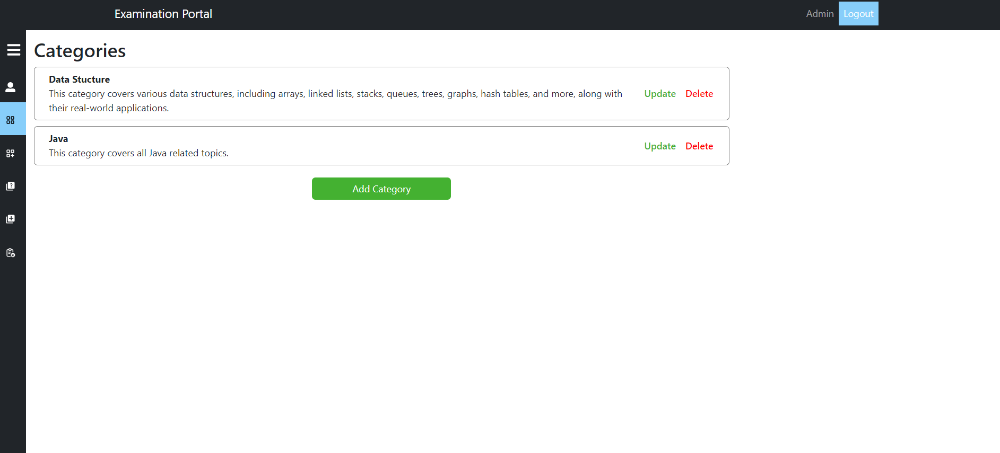 Examination Portal
Admin Logout
Categories
Data Stucture
This category covers various data structures, including arrays, linked lists, stacks, queues, trees, graphs, hash tables, and more, along with
their real-world applications.
Update Delete
Java
This category covers all Java related topics.
Update Delete
Add Category